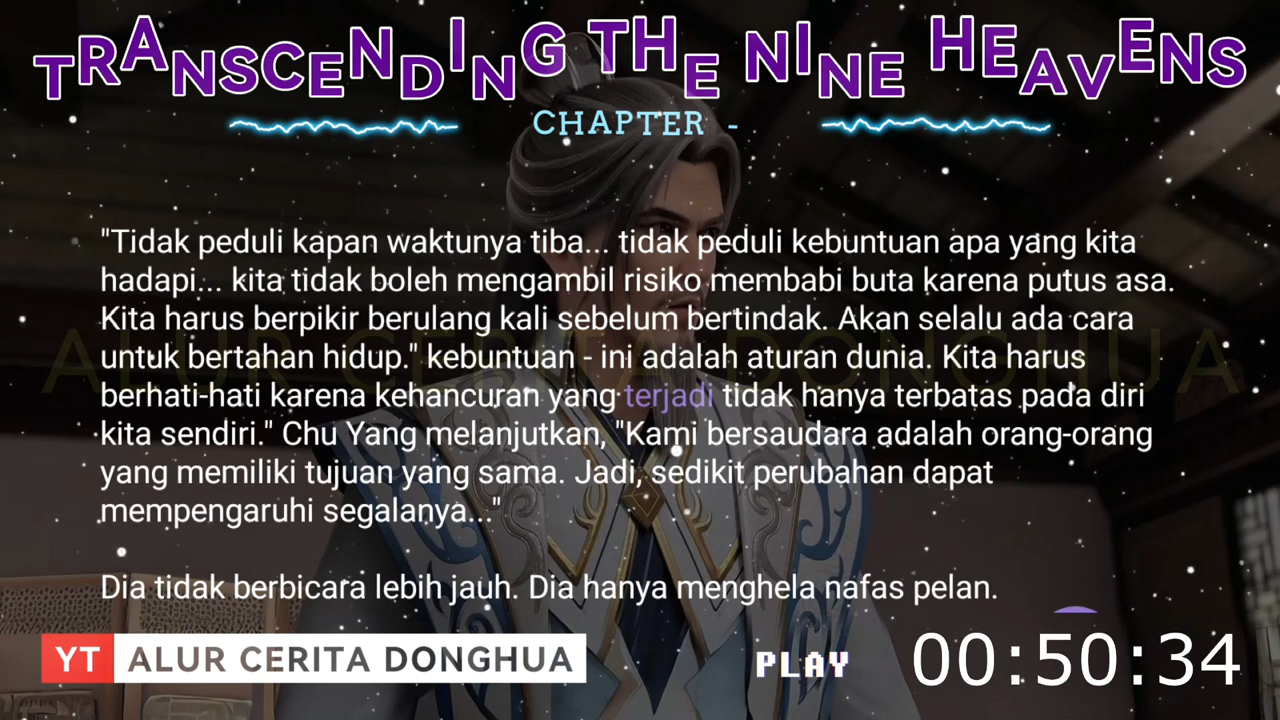 TRANSCENDING THE NINE HEAVENS
CHAPTER -
"Tidak peduli kapan waktunya tiba... tidak peduli kebuntuan apa yang kita
hadapi... kita tidak boleh mengambil risiko membabi buta karena putus asa.
Kita harus berpikir berulang kali sebelum bertindak. Akan selalu ada cara
untuk bertahan hidup." kebuntuan - ini adalah aturan dunia. Kita harus
berhati-hati karena kehancuran yang terjadi tidak hanya terbatas pada diri
kita sendiri." Chu Yang melanjutkan, "Kami bersaudara adalah orang-orang
yang memiliki tujuan yang sama. Jadi, sedikit perubahan dapat
mempengaruhi segalanya..."
Dia tidak berbicara lebih jauh. Dia hanya menghela nafas pelan.
ALUR CERITA DONGHUA
YT ALUR CERITA DONGHUA
PLAY 00:50:34